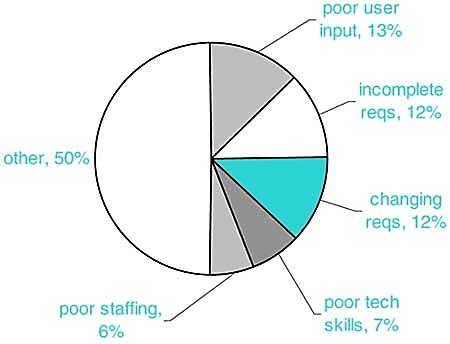 poor user
input, 13%
incomplete
reqs, 12%
other, 50%
changing
reqs, 12%
poor tech
skills, 7%
poor staffing,
6%